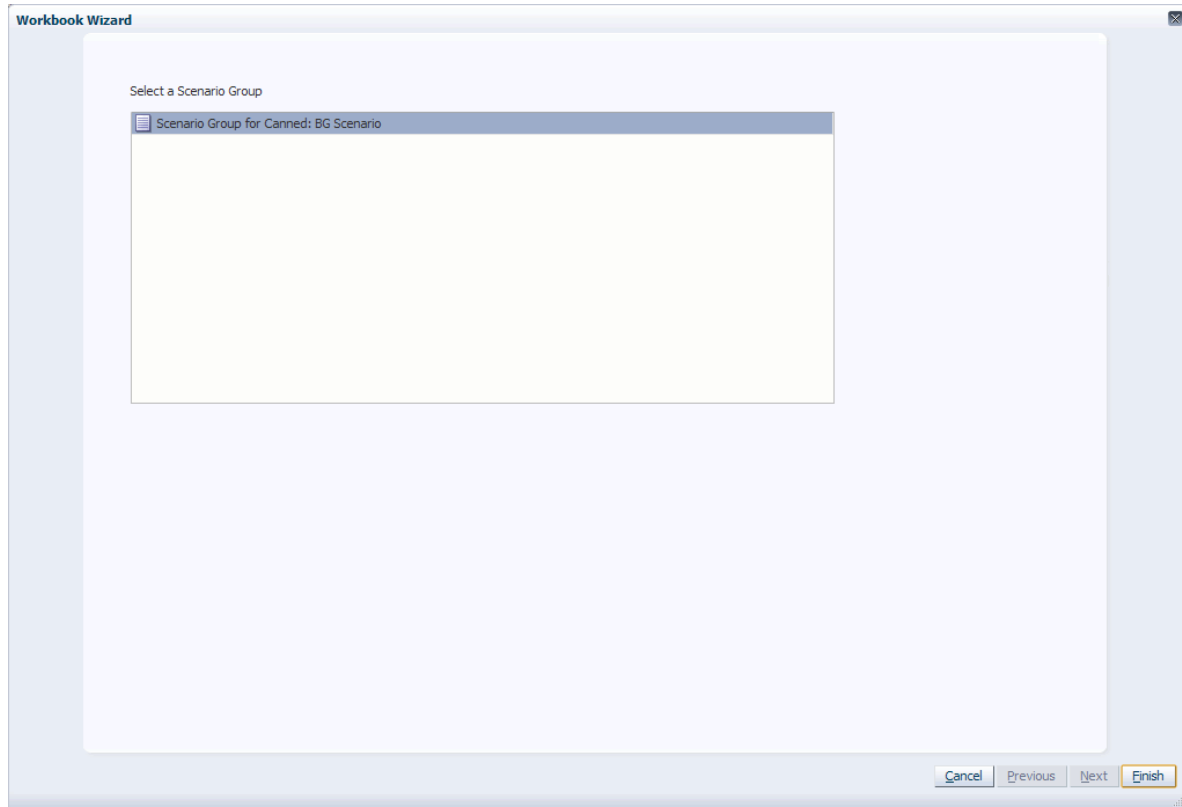 Workbook Wizard
Select a Scenario Group
Scenario Group for Canned: BG Scenario
Cancel Previous Next Finish